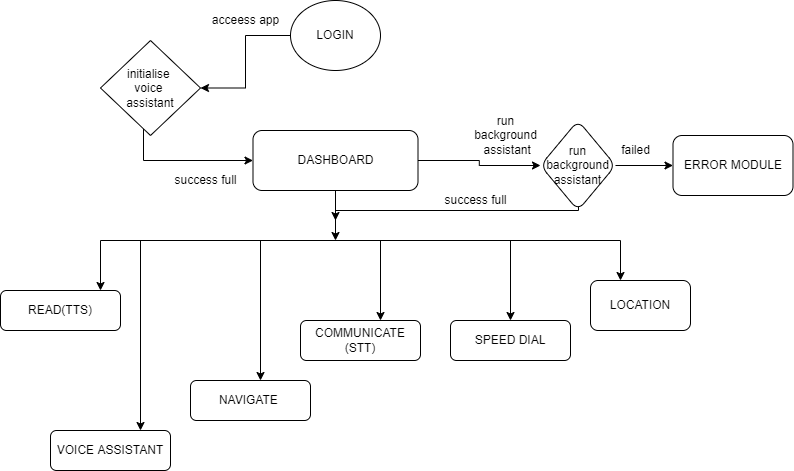 acceess app
LOGIN
initialise
voice
assistant
success full
DASHBOARD
run
background
assistant
run
background
assistant
failed
ERROR MODULE
success full
READ(TTS)
LOCATION
COMMUNICATE
(STT)
SPEED DIAL
NAVIGATE
VOICE ASSISTANT